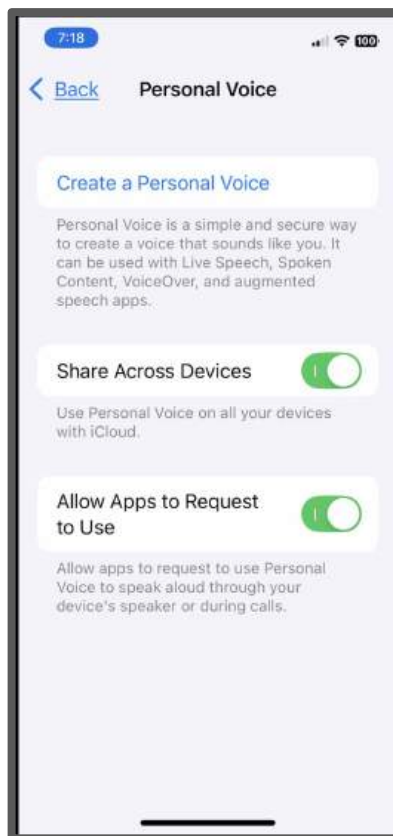 7:18
100
Back Personal Voice
Create a Personal Voice
Personal Voice is a simple and secure way
to create a voice that sounds like you. It
can be used with Live Speech, Spoken
Content, VoiceOver, and augmented
speech apps.
Share Across Devices
Use Personal Voice on all your devices
with iCloud.
Allow Apps to Request
to Use
Allow apps to request to use Personal
Voice to speak aloud through your
device's speaker or during calls.